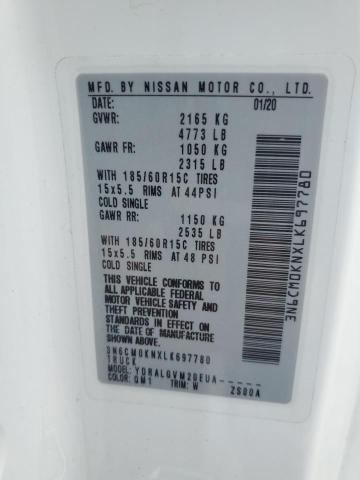 MFD. BY NISSAN MOTOR CO., LTD.
DATE: 01/20
GVWR: 2165 KG
4773 LB
GAWR FR: 1050 KG
2315 LB
WITH 185/60R15C TIRES
15x5.5 RIMS AT 44PSI
COLD SINGLE
GAWR RR: 1150 KG
2535 LB
WITH 185/60R15C TIRES
15x5.5 RIMS AT 48 PSI
COLD SINGLE
THIS VEHICLE CONFORMS TO
ALL APPLICABLE FEDERAL
MOTOR VEHICLE SAFETY AND
THEFT PREVENTION
STANDARDS IN EFFECT ON
THE DATE OF MANUFACTURE
SHOWN ABOVE.
3N6CM0KNXLK697780
TRUCK
MODEL: YDRALGVM20EUA-----
COLOR: QM1 TRIM: W ZS00A
3N6CM0KNXLK697780